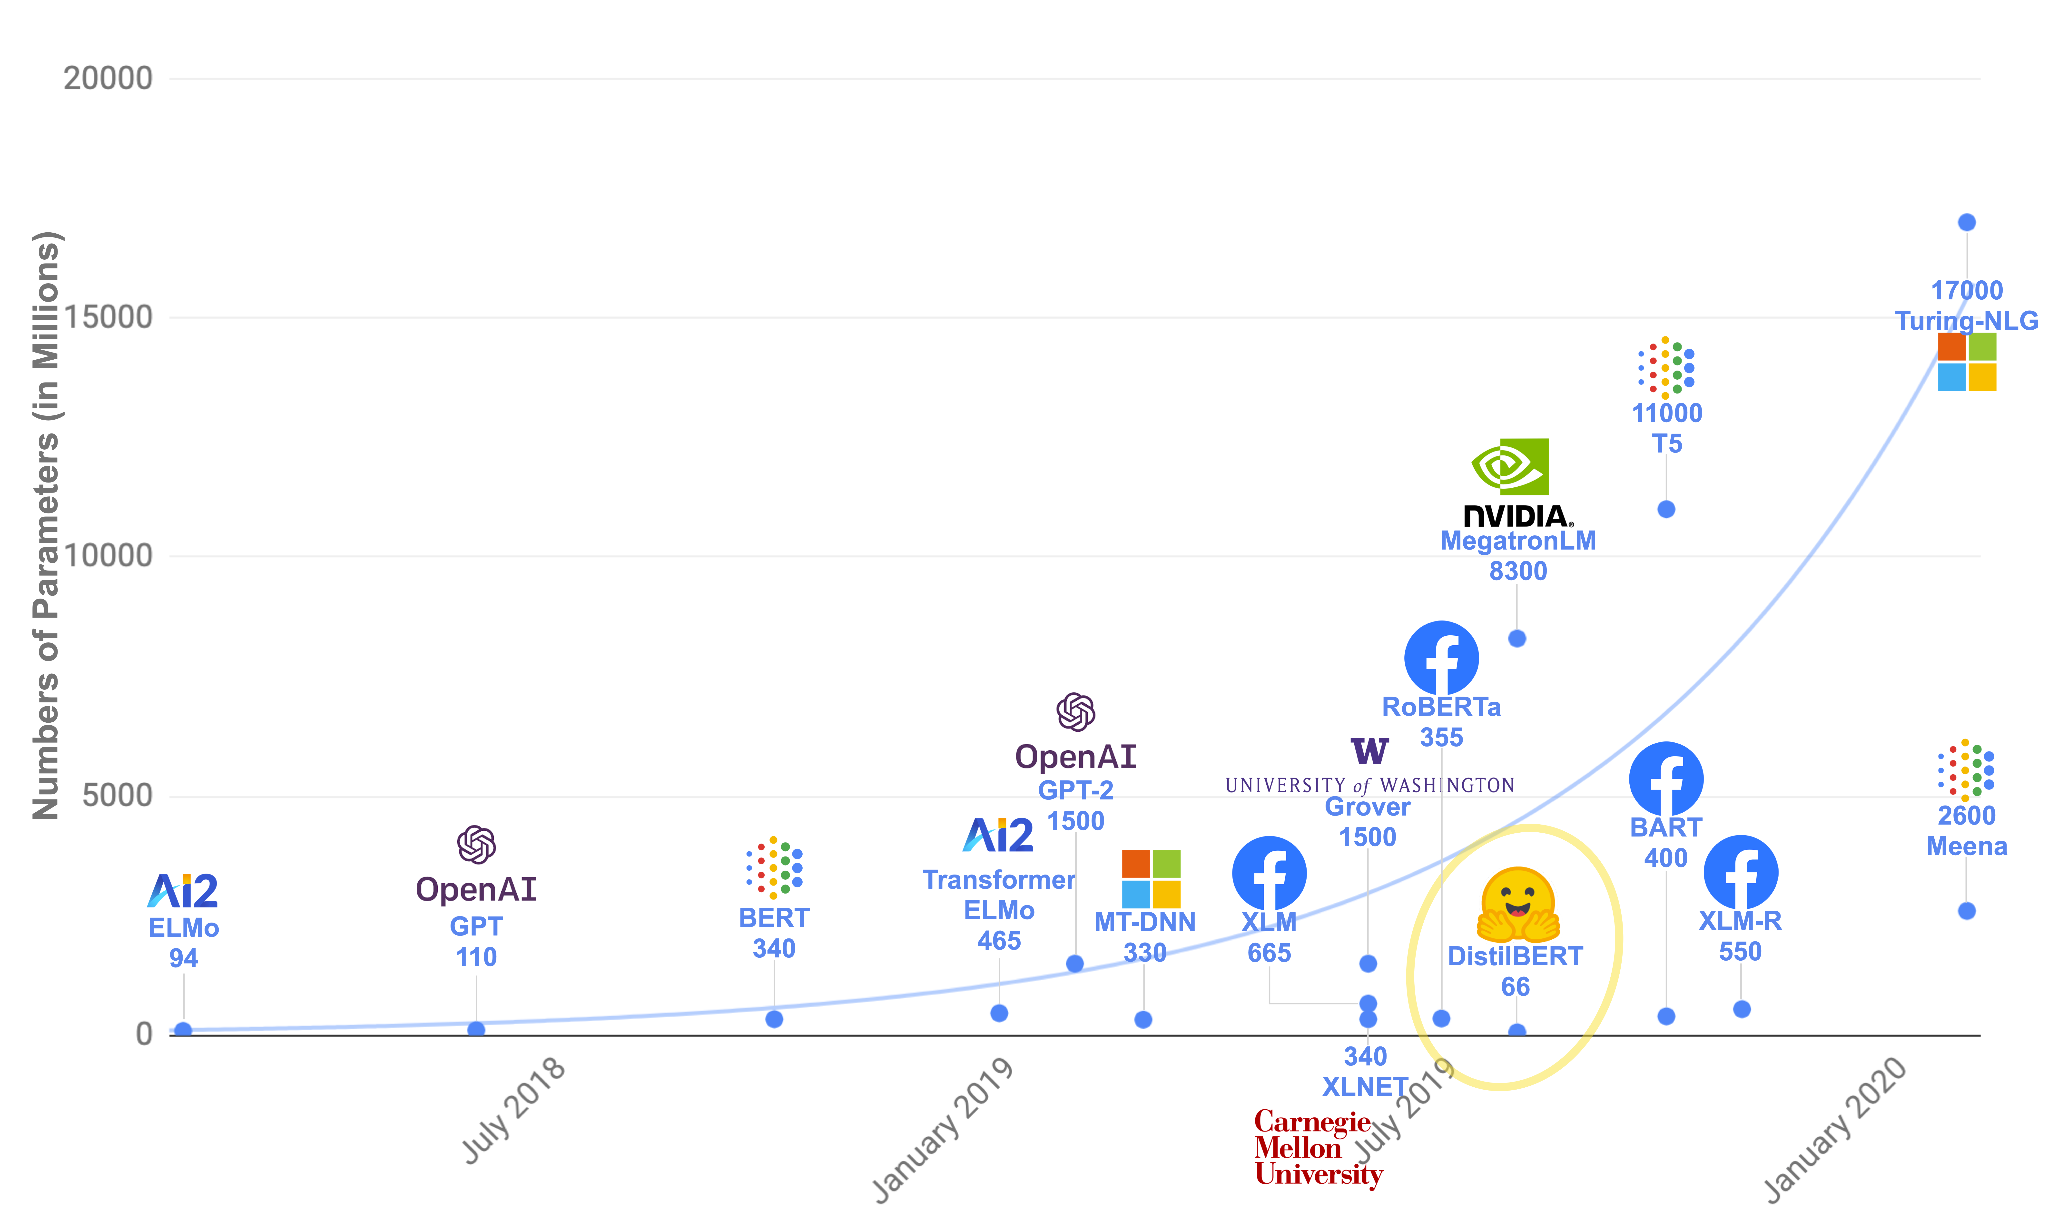 20000
15000
10000
5000
0
Numbers of Parameters (in Millions)
Ai2
ELMo
94
OpenAI
GPT
110
BERT
340
Ai2
Transformer
ELMo
465
OpenAI
GPT-2
1500
MT-DNN
330
XLM
665
W
UNIVERSITY of WASHINGTON
Grover
1500
340
XLNET
Carnegie
Mellon
University
RoBERTa
355
NVIDIA®
MegatronLM
8300
DistilBERT
66
11000
T5
BART
400
XLM-R
550
17000
Turing-NLG
2600
Meena
July 2018
January 2019
July 2019
January 2020